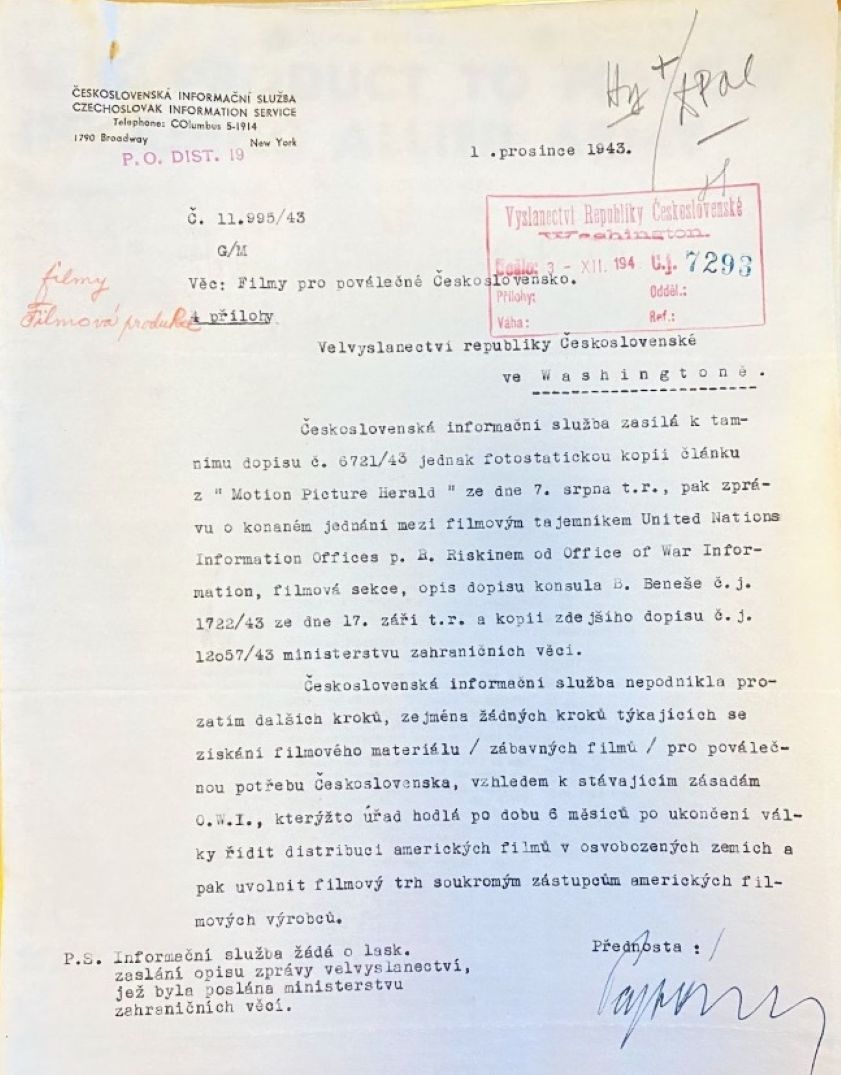 ČESKOSLOVENSKÁ INFORMAČNÍ SLUŽBA
CZECHOSLOVAK INFORMATION SERVICE
Telephone: COlumbus 5-1914
1790 Broadway New York
P.O. DIST. 19
1 .prosince 1943.
Č. 11.995/43
G/M
Vyslanectví Republiky Československé
Washington.
Došlo: 3 - XII. 194 Č.j. 7293
Přílohy: Odděl.:
Váha: Ref.:
filmy
Filmová produkce
Věc: Filmy pro poválečné Československo.
4 přílohy.
Velvyslanectví republiky Československé
ve W a s h i n g t o n ě .
Československá informační služba zasílá k tam-
nímu dopisu č. 6721/43 jednak fotostatickou kopii článku
z " Motion Picture Herald " ze dne 7. srpna t.r., pak zprá-
vu o konaném jednání mezi filmovým tajemníkem United Nations
Information Offices p. R. Riskinem od Office of War Infor-
mation, filmová sekce, opis dopisu konsula B. Beneše č.j.
1722/43 ze dne 17. září t.r. a kopii zdejšího dopisu č.j.
12o57/43 ministerstvu zahraničních věcí.
Československá informační služba nepodnikla pro-
zatím dalších kroků, zejména žádných kroků týkajících se
získání filmového materiálu / zábavných filmů / pro pováleč-
nou potřebu Československa, vzhledem k stávajícím zásadám
O.W.I., kterýžto úřad hodlá po dobu 6 měsíců po ukončení vál-
ky řídit distribuci amerických filmů v osvobozených zemích a
pak uvolnit filmový trh soukromým zástupcům amerických fil-
mových výrobců.
Přednosta :
P.S. Informační služba žádá o lask.
zaslání opisu zprávy velvyslanectví,
jež byla poslána ministerstvu
zahraničních věcí.